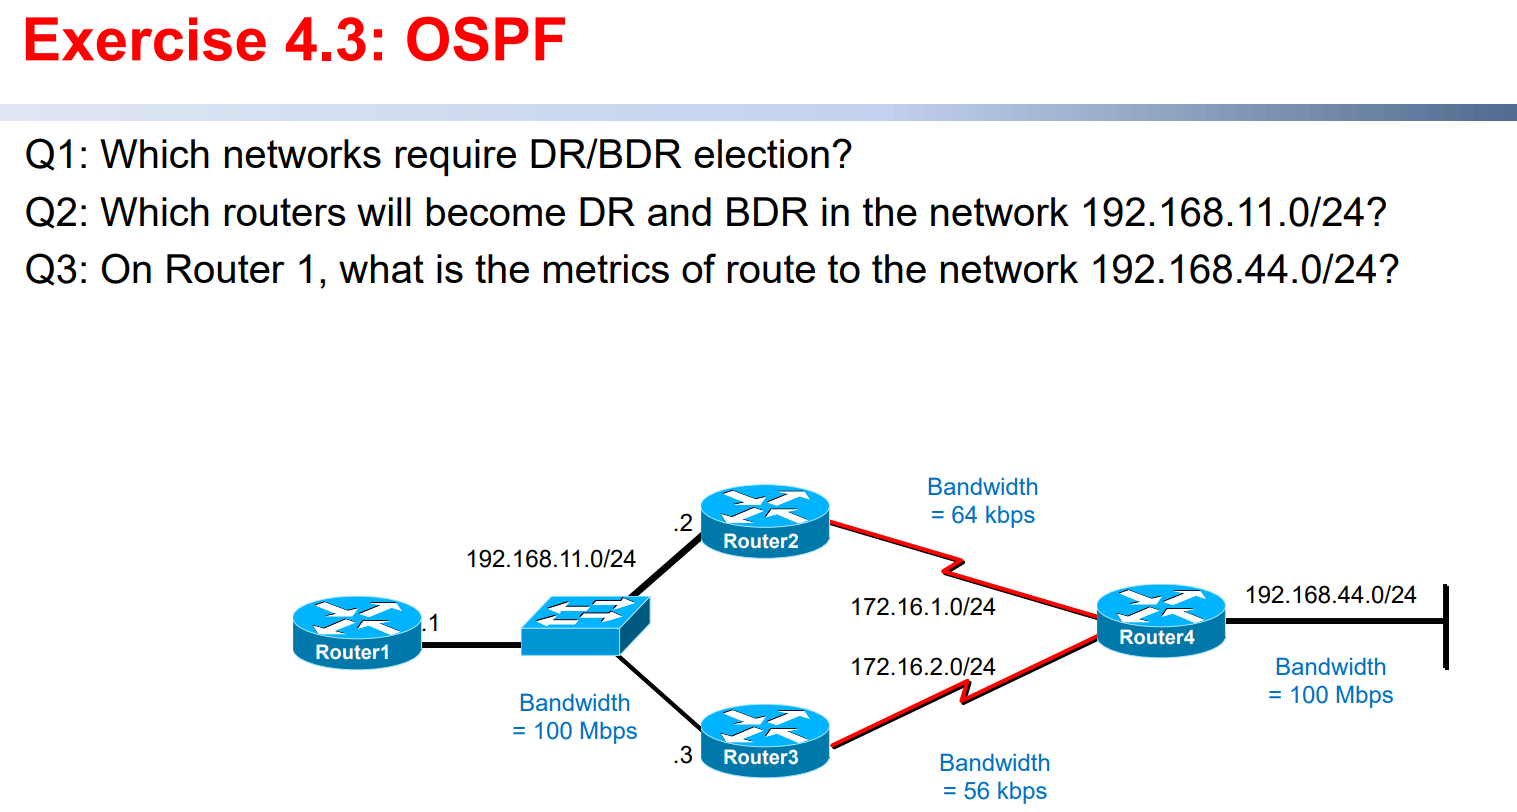 Exercise 4.3: OSPF
Q1: Which networks require DR/BDR election?
Q2: Which routers will become DR and BDR in the network 192.168.11.0/24?
Q3: On Router 1, what is the metrics of route to the network 192.168.44.0/24?
Bandwidth
= 64 kbps
.2
Router2
192.168.11.0/24
172.16.1.0/24
192.168.44.0/24
.1
Router1
Router4
172.16.2.0/24
Bandwidth
= 100 Mbps
Bandwidth
= 100 Mbps
.3
Router3
Bandwidth
= 56 kbps